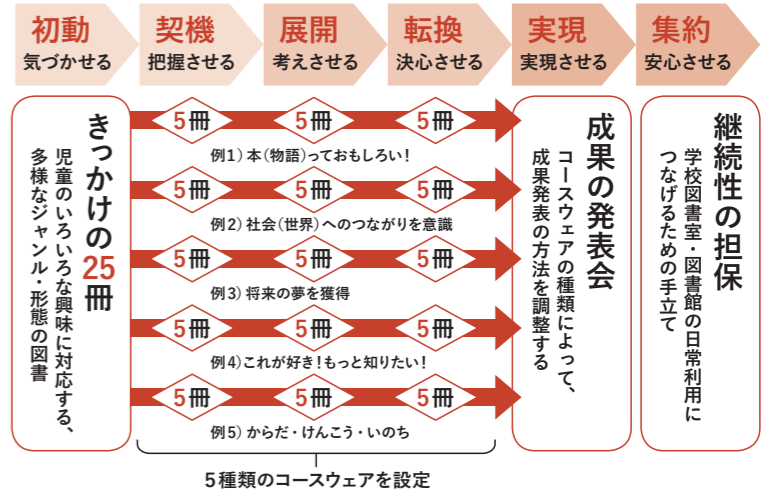 初動
気づかせる
契機
把握させる
展開
考えさせる
転換
決心させる
実現
実現させる
集約
安心させる
きっかけの25冊
児童のいろいろな興味に対応する、
多様なジャンル・形態の図書
5冊
5冊
5冊
例1）本（物語）っておもしろい！
5冊
5冊
5冊
例2）社会（世界）へのつながりを意識
5冊
5冊
5冊
例3）将来の夢を獲得
5冊
5冊
5冊
例4）これが好き！もっと知りたい！
5冊
5冊
5冊
例5）からだ・けんこう・いのち
5種類のコースウェアを設定
成果の発表会
コースウェアの種類によって、
成果発表の方法を調整する
継続性の担保
学校図書室・図書館の日常利用に
つなげるための手立て